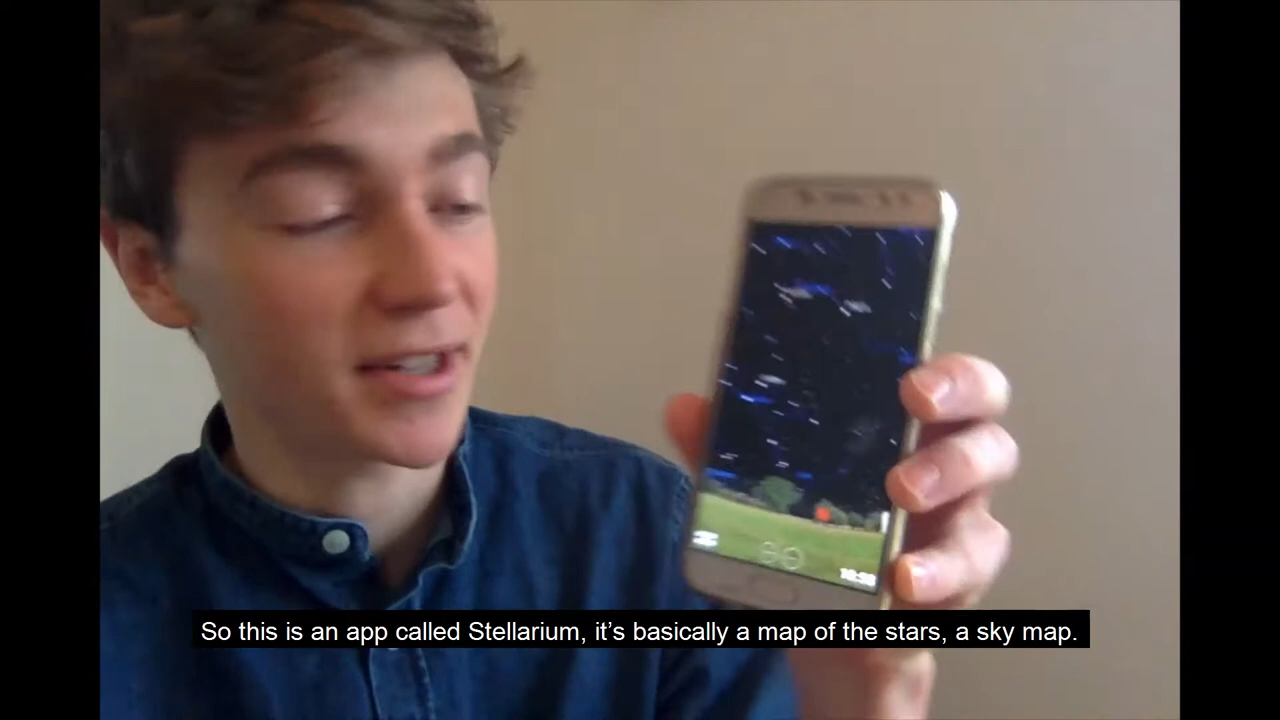 So this is an app called Stellarium, it’s basically a map of the stars, a sky map.